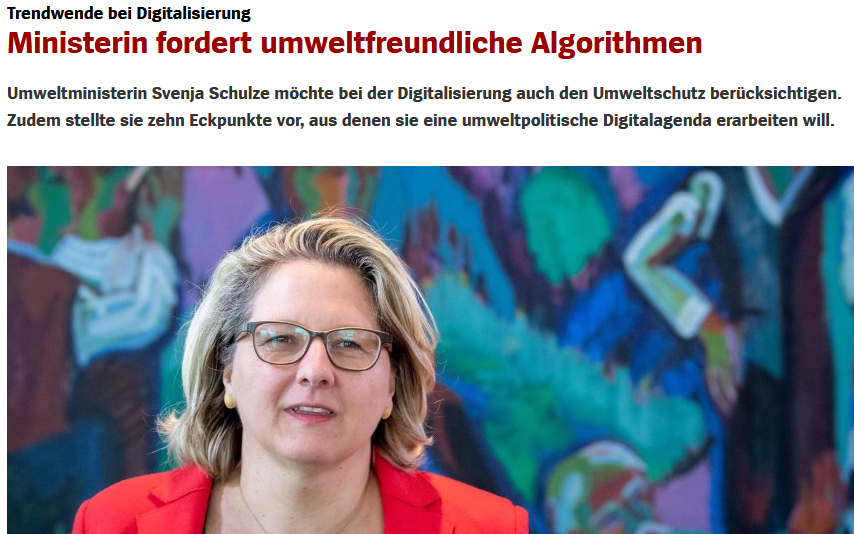 Trendwende bei Digitalisierung
Ministerin fordert umweltfreundliche Algorithmen
Umweltministerin Svenja Schulze möchte bei der Digitalisierung auch den Umweltschutz berücksichtigen.
Zudem stellte sie zehn Eckpunkte vor, aus denen sie eine umweltpolitische Digitalagenda erarbeiten will.